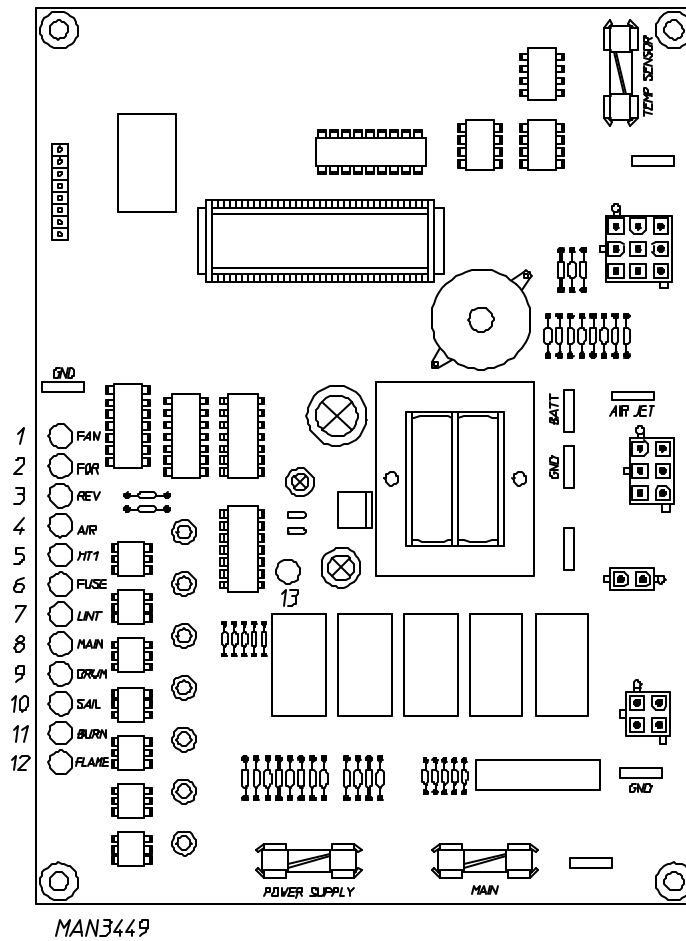 TEMP SENSOR
GND
BATT
AIR JET
1 FAN
2 FOR
GND
3 REV
4 AIR
5 HT1
6 FUSE
13
7 LINT
8 MAIN
9 DRUM
10 SAIL
11 BURN
12 FLAME
GND
POWER SUPPLY
MAIN
MAN3449